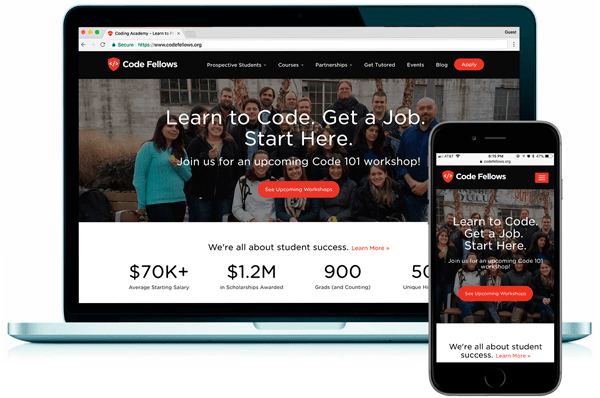 Coding Academy - Learn to P
Guest
Secure
https://www.codefellows.org
Code Fellows
Prospective Students
Courses
Partnerships
Get Tutored
Events
Blog
Apply
Learn to Code. Get a Job.
Start Here.
Join us for an upcoming Code 101 workshop!
See Upcoming Workshops
We're all about student success. Learn More »
$70K+
Average Starting Salary
$1.2M
in Scholarships Awarded
900
Grads (and Counting)
50
Unique Hi
AT&T
8:15 PM
47%
codefellows.org
Code Fellows
Learn to Code.
Get a Job.
Start Here.
Join us for an upcoming Code 101
workshop!
See Upcoming Workshops
We're all about student
success. Learn More »